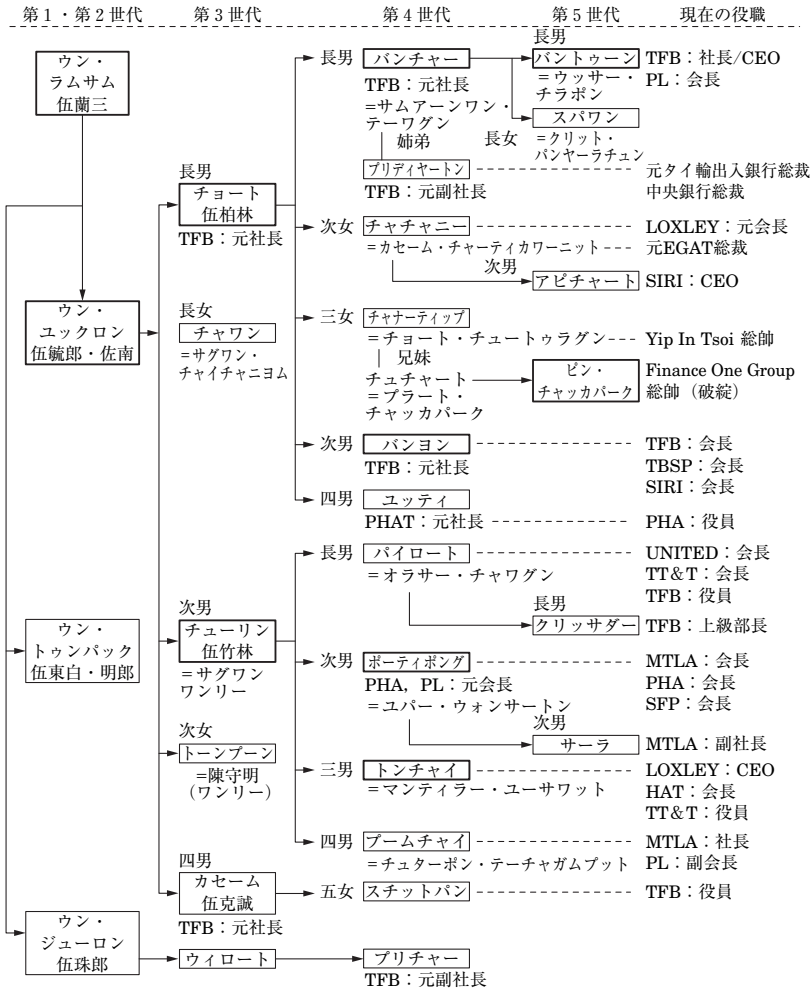 第1・第2世代 第3世代 第4世代 第5世代 現在の役職
ウン・
ラムサム
伍蘭三
長男
チョート
伍柏林
TFB：元社長
ウン・
ユックロン
伍毓郎・佐南
長女
チャワン
＝サグワン・
チャイチャニヨム
長男 バンチャー
TFB：元社長
＝サムアーンワン・
テーワグン
姉弟
プリディヤートン
TFB：元副社長
長男
バントゥーン
＝ウッサー・
チラポン
長女
スパワン
＝クリット・
パンヤーラチュン
TFB：社長/CEO
PL：会長
元タイ輸出入銀行総裁
中央銀行総裁
次女 チャチャニー
＝カセーム・チャーティカワーニット
LOXLEY：元会長
元EGAT総裁
次男
アピチャート
SIRI：CEO
三女 チャナーティップ
＝チョート・チュートゥラグン
Yip In Tsoi 総帥
兄妹
チュチャート
＝プラート・
チャッカパーク
ピン・
チャッカパーク
Finance One Group
総帥（破綻）
次男 バンヨン
TFB：元社長
TFB：会長
TBSP：会長
SIRI：会長
四男 ユッティ
PHAT：元社長
PHA：役員
ウン・
トゥンパック
伍東白・明郎
次男
チューリン
伍竹林
＝サグワン
ワンリー
次女
トーンプーン
＝陳守明
（ワンリー）
長男 パイロート
＝オラサー・チャワグン
UNITED：会長
TT&T：会長
TFB：役員
長男
クリッサダー
TFB：上級部長
次男 ポーティポング
PHA，PL：元会長
＝ユパー・ウォンサートン
MTLA：会長
PHA：会長
SFP：会長
次男
サーラ
MTLA：副社長
三男 トンチャイ
＝マンティラー・ユーサワット
LOXLEY：CEO
HAT：会長
TT&T：役員
四男 プームチャイ
＝チュターポン・テーチャガムプット
MTLA：社長
PL：副会長
四男
カセーム
伍克誠
TFB：元社長
五女 スチットパン
TFB：役員
ウン・
ジューロン
伍珠郎
ウィロート
プリチャー
TFB：元副社長